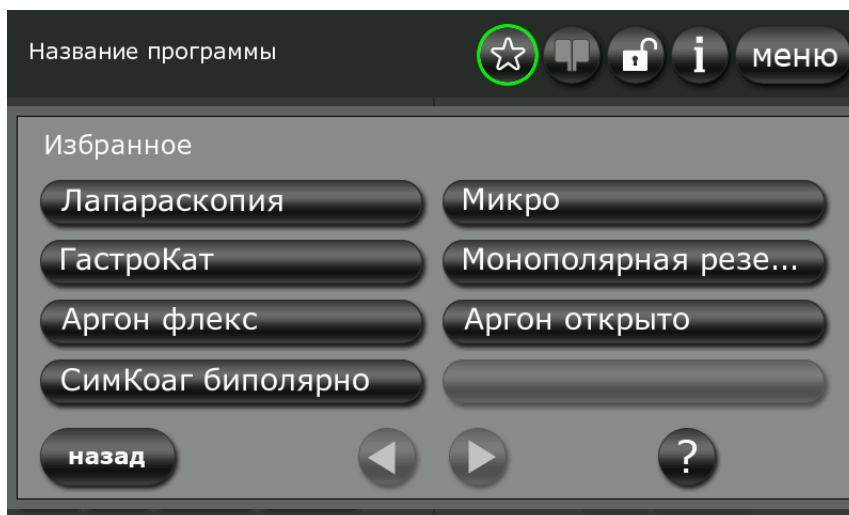 Название программы
меню
Избранное
Лапараскопия
Микро
ГастроКат
Монополярная резе...
Аргон флекс
Аргон открыто
СимКоаг биполярно
назад
?